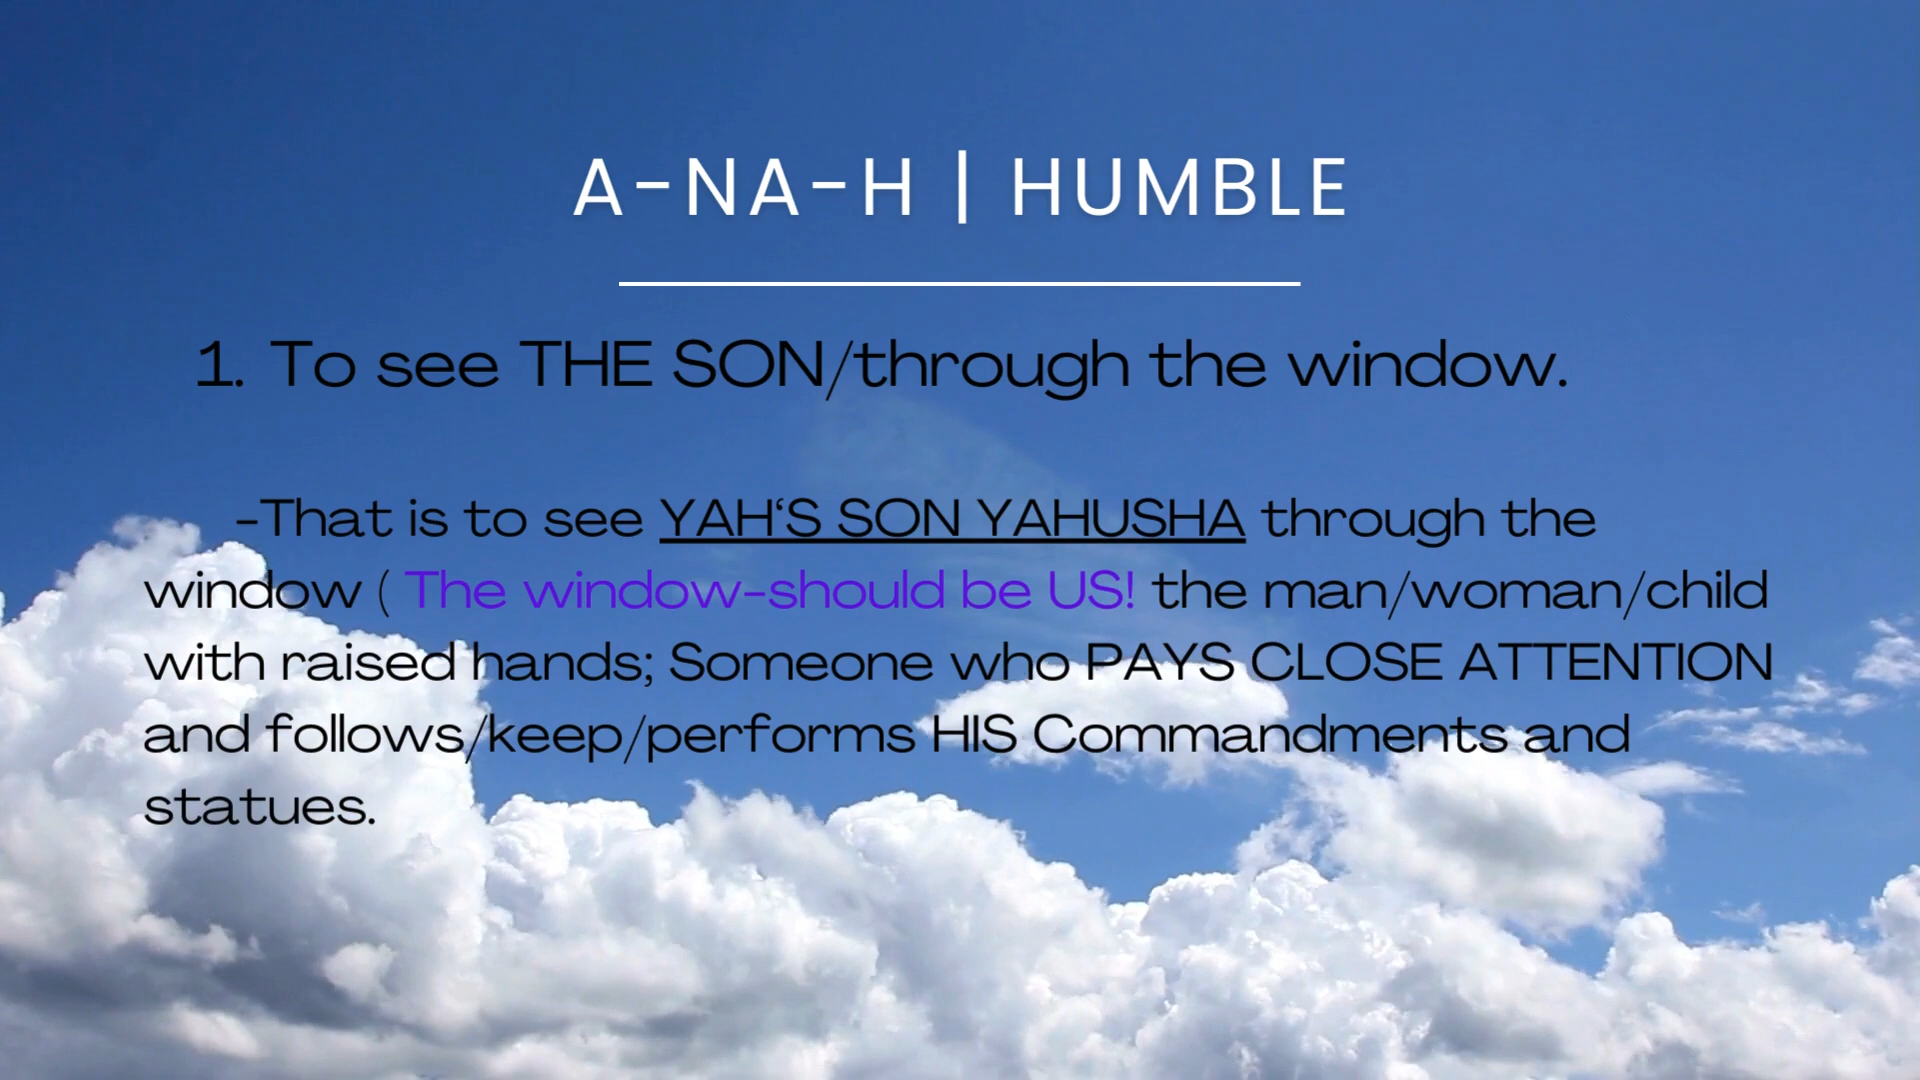 A-NA-H | HUMBLE
1. To see THE SON/through the window.
-That is to see YAH‘S SON YAHUSHA through the
window ( The window-should be US! the man/woman/child
with raised hands; Someone who PAYS CLOSE ATTENTION
and follows/keep/performs HIS Commandments and
statues.